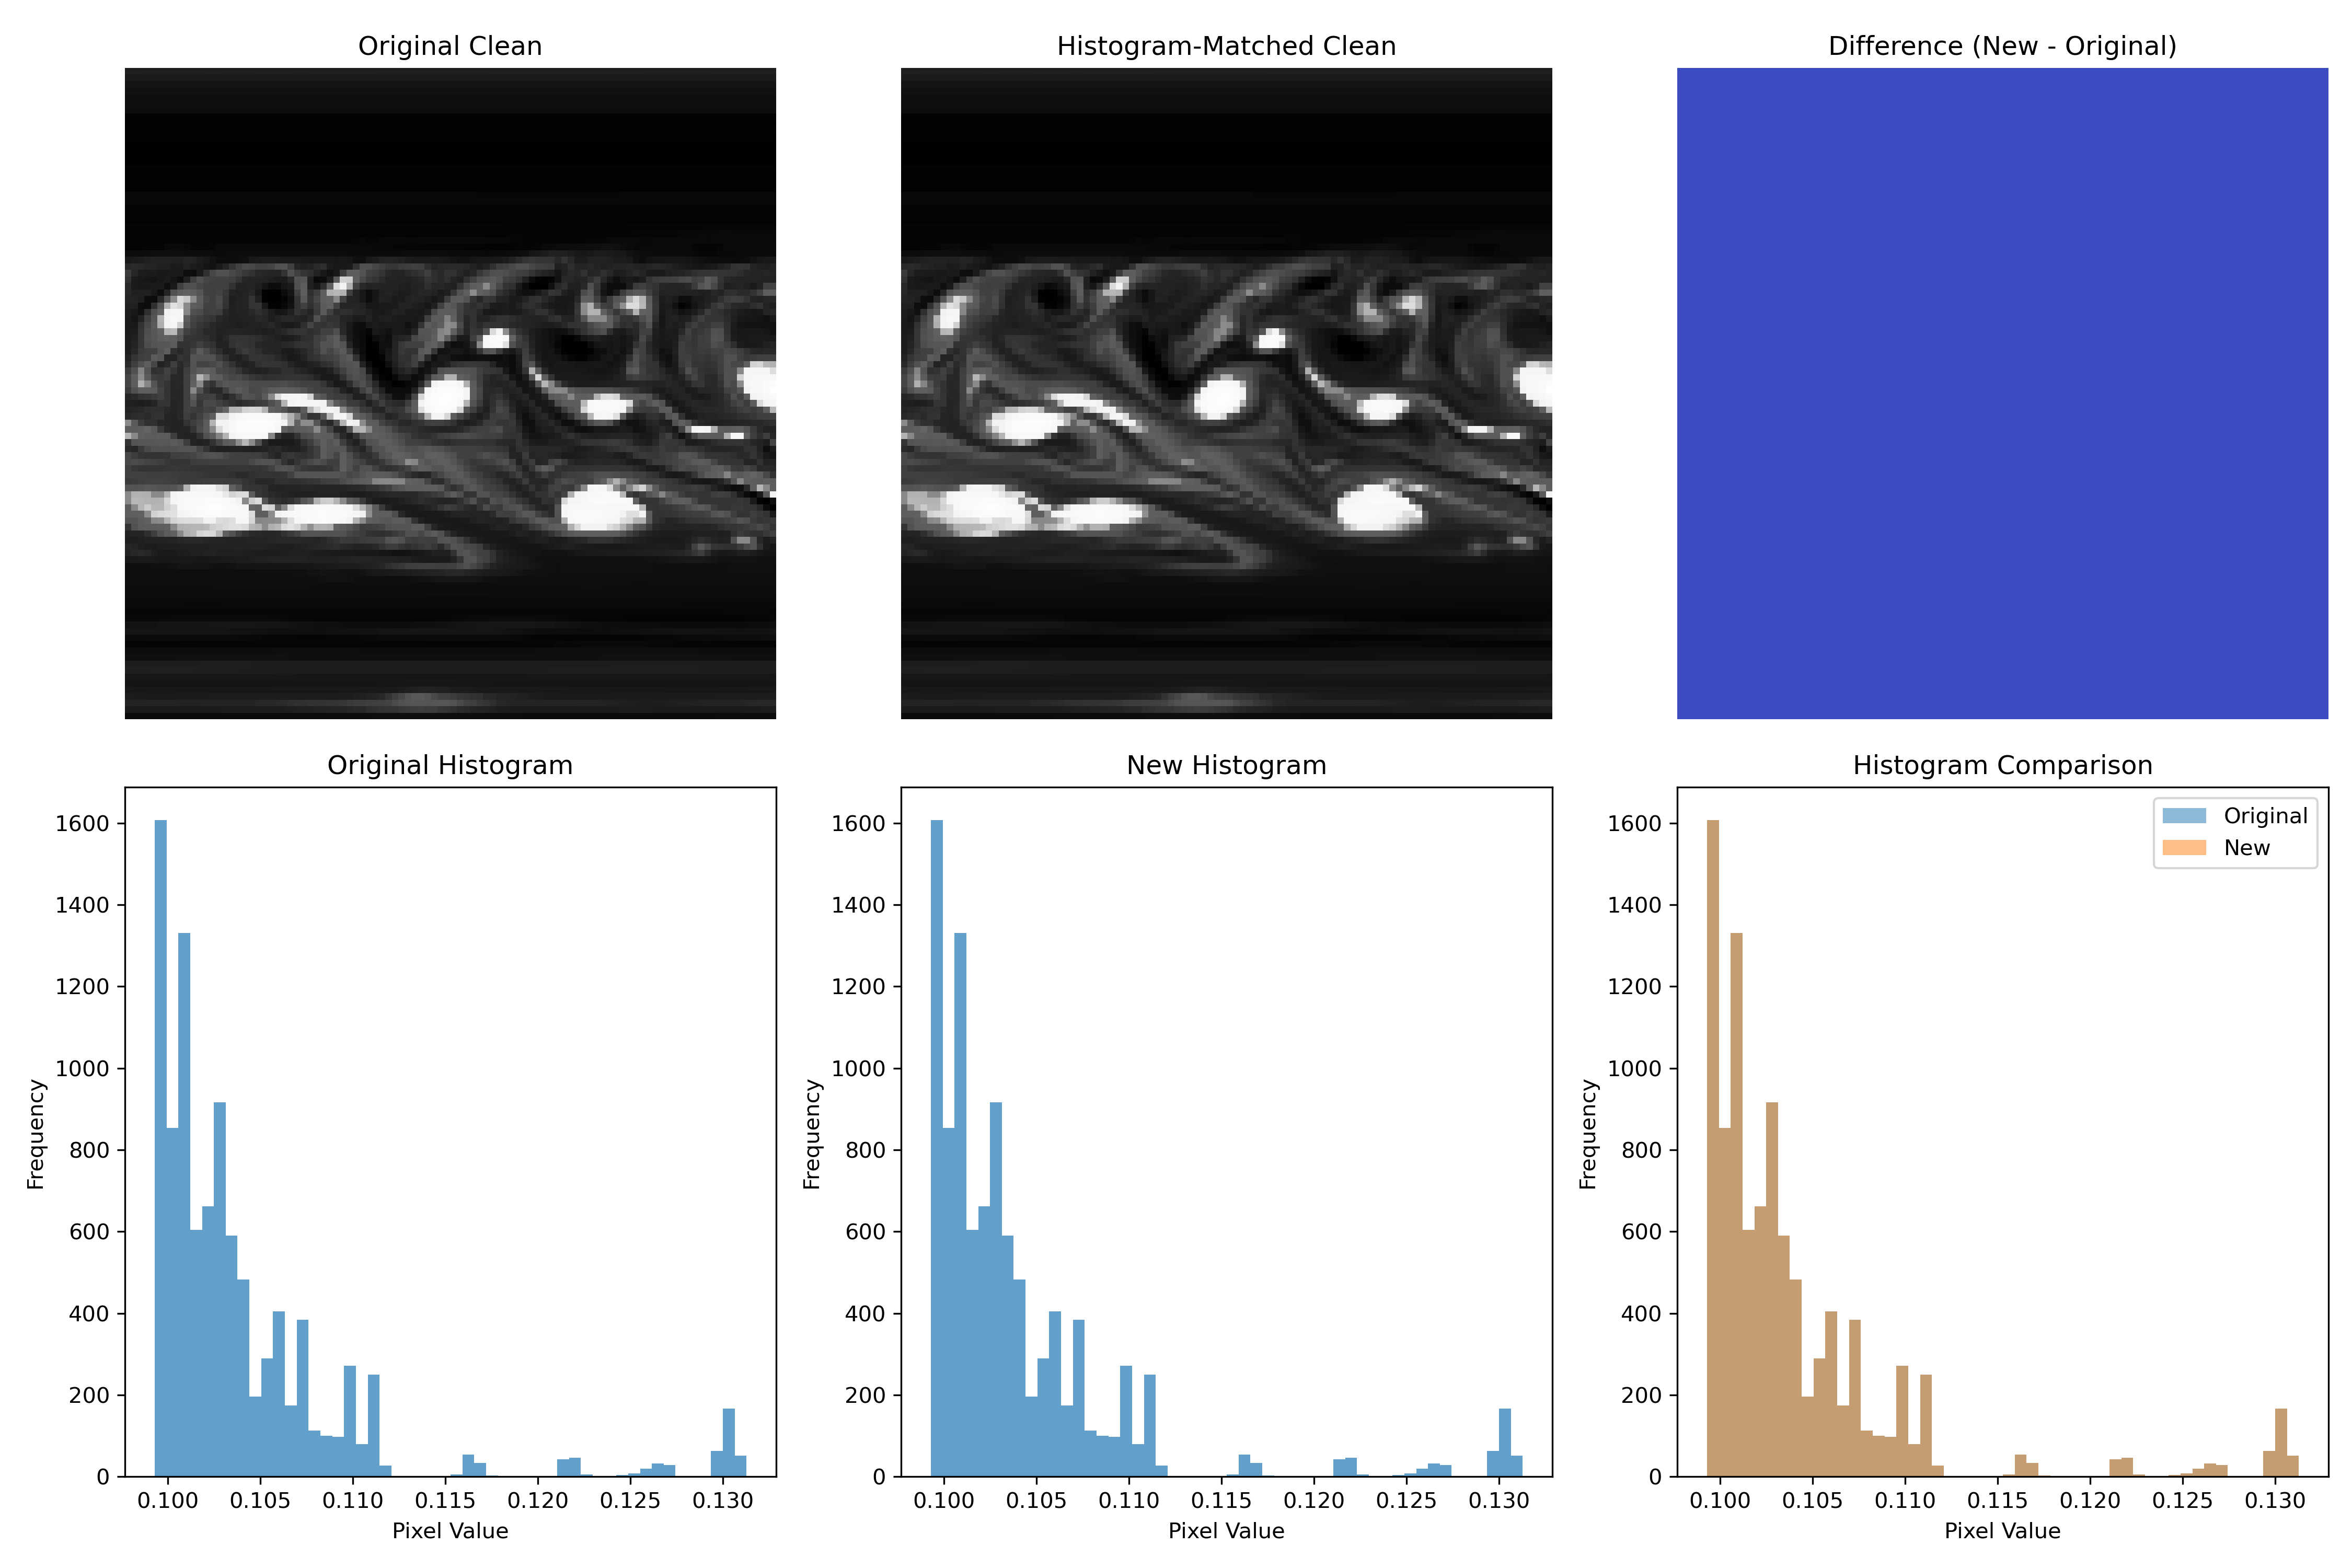 Original Clean
Histogram-Matched Clean
Difference (New - Original)
Original Histogram
Frequency
1600
1400
1200
1000
800
600
400
200
0
0.100 0.105 0.110 0.115 0.120 0.125 0.130
Pixel Value
New Histogram
Frequency
1600
1400
1200
1000
800
600
400
200
0
0.100 0.105 0.110 0.115 0.120 0.125 0.130
Pixel Value
Histogram Comparison
Original
New
Frequency
1600
1400
1200
1000
800
600
400
200
0
0.100 0.105 0.110 0.115 0.120 0.125 0.130
Pixel Value